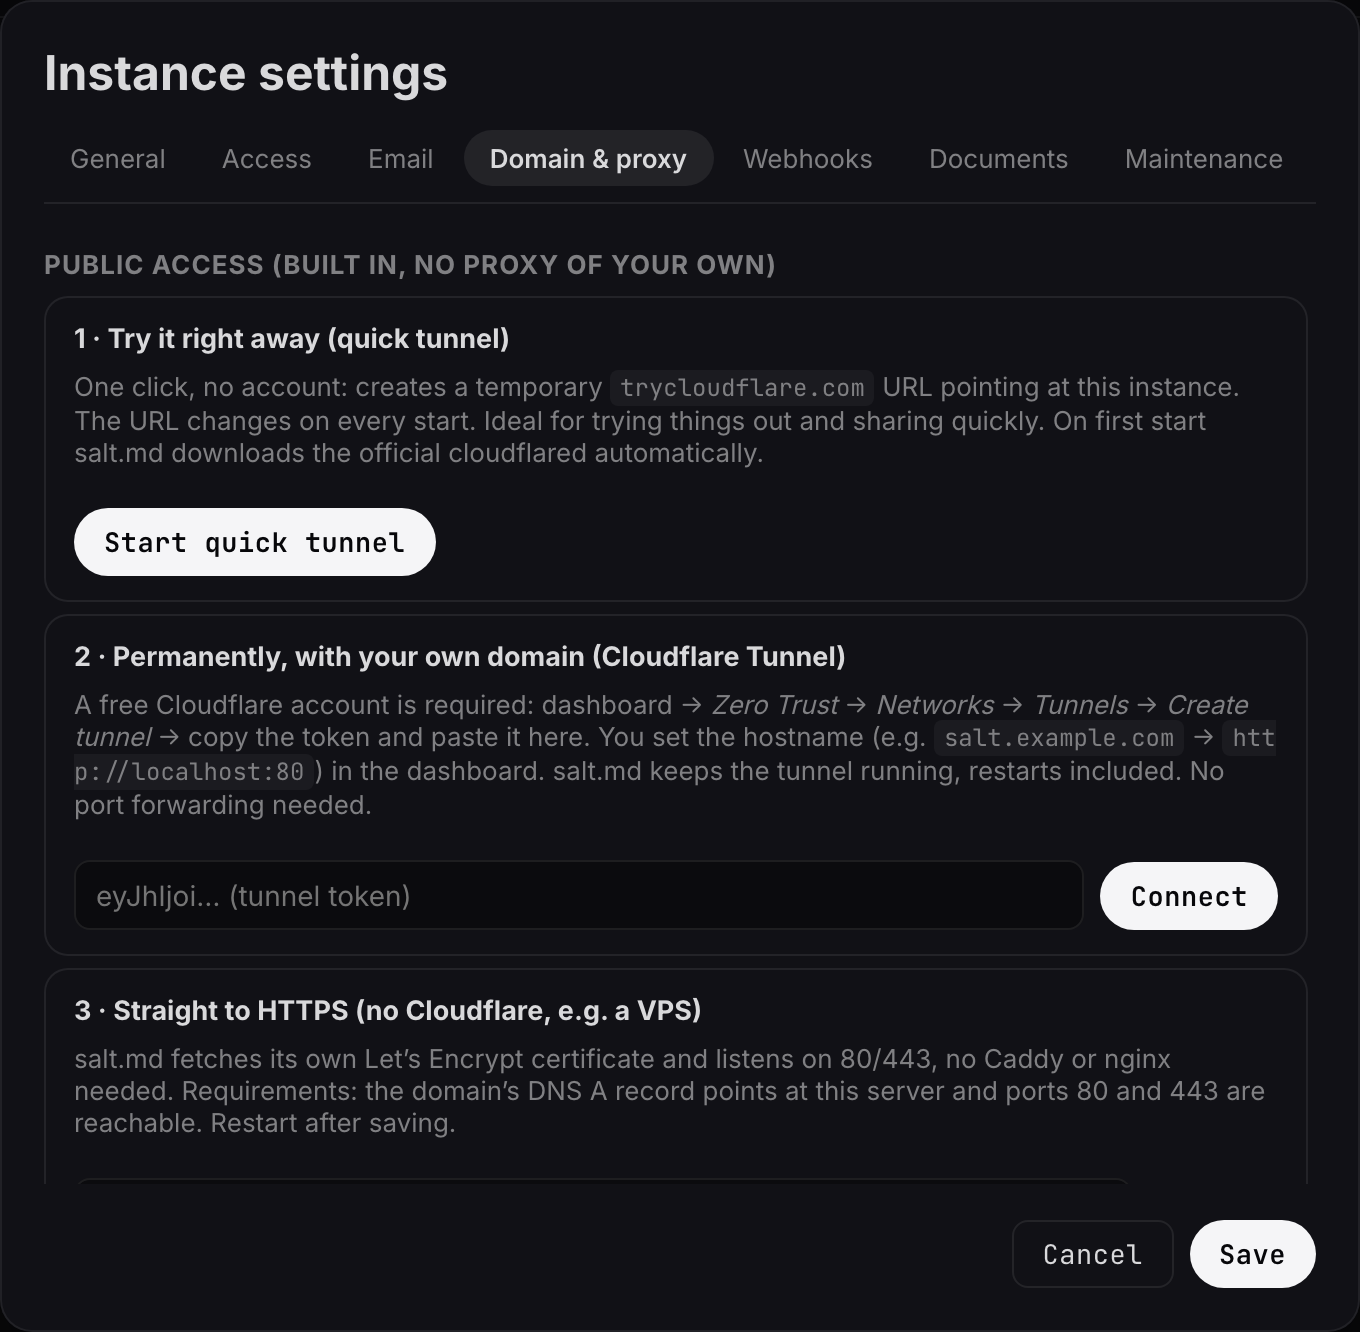 Instance settings
General Access Email Domain & proxy Webhooks Documents Maintenance
PUBLIC ACCESS (BUILT IN, NO PROXY OF YOUR OWN)
1 · Try it right away (quick tunnel)
One click, no account: creates a temporary trycloudflare.com URL pointing at this instance.
The URL changes on every start. Ideal for trying things out and sharing quickly. On first start
salt.md downloads the official cloudflared automatically.
Start quick tunnel
2 · Permanently, with your own domain (Cloudflare Tunnel)
A free Cloudflare account is required: dashboard → Zero Trust → Networks → Tunnels → Create
tunnel → copy the token and paste it here. You set the hostname (e.g. salt.example.com → htt
p://localhost:80 ) in the dashboard. salt.md keeps the tunnel running, restarts included. No
port forwarding needed.
eyJhIjoi... (tunnel token)
Connect
3 · Straight to HTTPS (no Cloudflare, e.g. a VPS)
salt.md fetches its own Let’s Encrypt certificate and listens on 80/443, no Caddy or nginx
needed. Requirements: the domain’s DNS A record points at this server and ports 80 and 443 are
reachable. Restart after saving.
Cancel Save